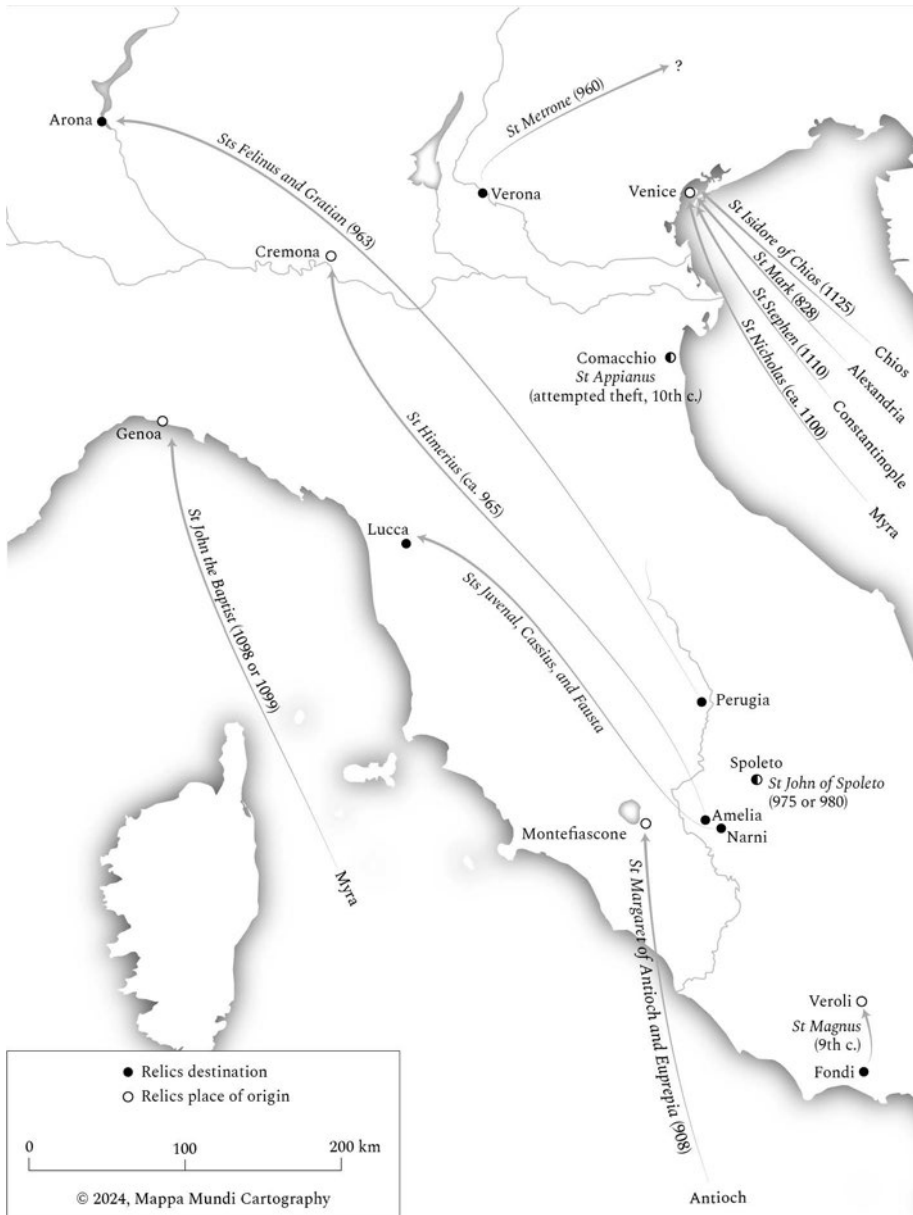 ?
St Metrone (960)
Arona
Sts Felinus and Gratian (963)
Verona
Venice
St Isidore of Chios (1125)
St Mark (828)
St Stephen (1110)
St Nicholas (ca. 1100)
Cremona
Chios
Alexandria
Constantinople
Myra
Comacchio
St Appianus
(attempted theft, 10th c.)
St Himerius (ca. 965)
Genoa
Lucca
St John the Baptist (1098 or 1099)
Sts Juvenal, Cassius, and Fausta
Perugia
Spoleto
St John of Spoleto
(975 or 980)
Amelia
Narni
Montefiascone
Myra
St Margaret of Antioch and Euprepia (908)
Veroli
St Magnus
(9th c.)
Fondi
Antioch
Relics destination
Relics place of origin
0 100 200 km
© 2024, Mappa Mundi Cartography